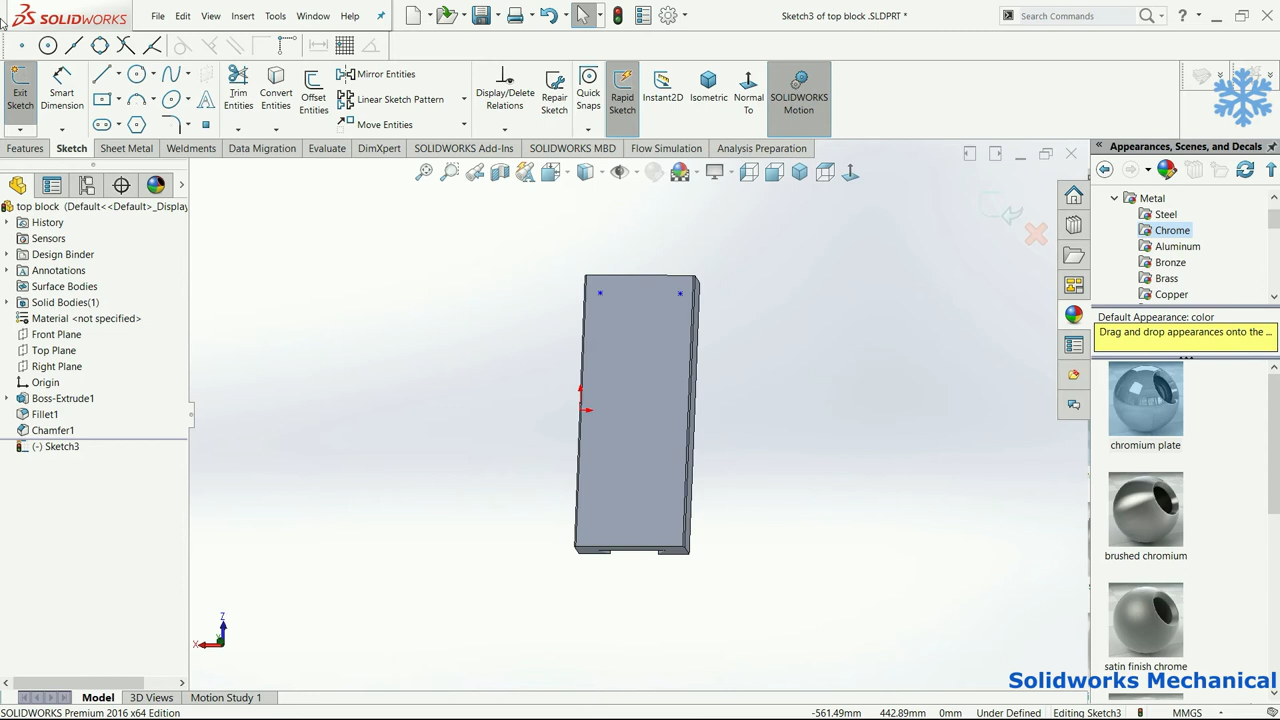 SOLIDWORKS
File Edit View Insert Tools Window Help
Sketch3 of top block .SLDPRT *
Search Commands
Exit Sketch
Smart Dimension
Trim Entities
Convert Entities
Offset Entities
Mirror Entities
Linear Sketch Pattern
Move Entities
Display/Delete Relations
Repair Sketch
Quick Snaps
Rapid Sketch
Instant2D
Isometric
Normal To
SOLIDWORKS Motion
Features Sketch Sheet Metal Weldments Data Migration Evaluate DimXpert SOLIDWORKS Add-Ins SOLIDWORKS MBD Flow Simulation Analysis Preparation
top block (Default<<Default>_Display
History
Sensors
Design Binder
Annotations
Surface Bodies
Solid Bodies(1)
Material <not specified>
Front Plane
Top Plane
Right Plane
Origin
Boss-Extrude1
Fillet1
Chamfer1
(-) Sketch3
Z
X
Appearances, Scenes, and Decals
Metal
Steel
Chrome
Aluminum
Bronze
Brass
Copper
Default Appearance: color
Drag and drop appearances onto the ...
chromium plate
brushed chromium
satin finish chrome
Solidworks Mechanical
Model 3D Views Motion Study 1
SOLIDWORKS Premium 2016 x64 Edition
-561.49mm 442.89mm 0mm Under Defined Editing Sketch3 MMGS